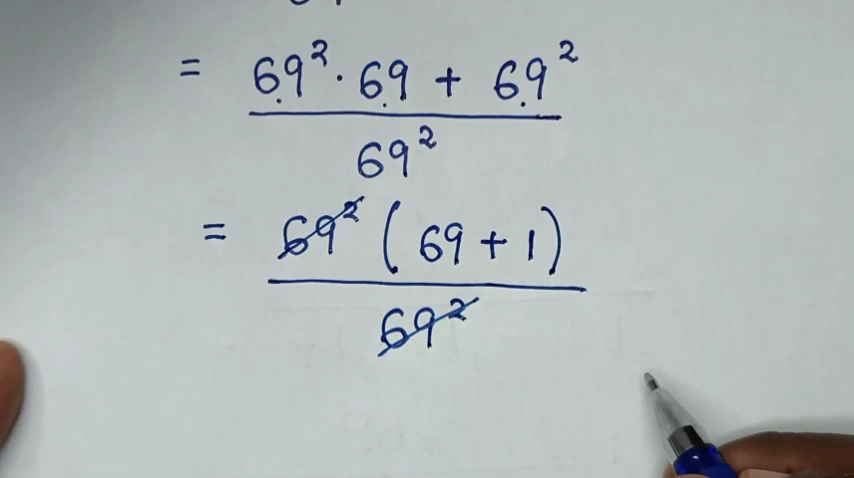 = 69² · 69 + 69²
69²
= 69² ( 69 + 1 )
69²